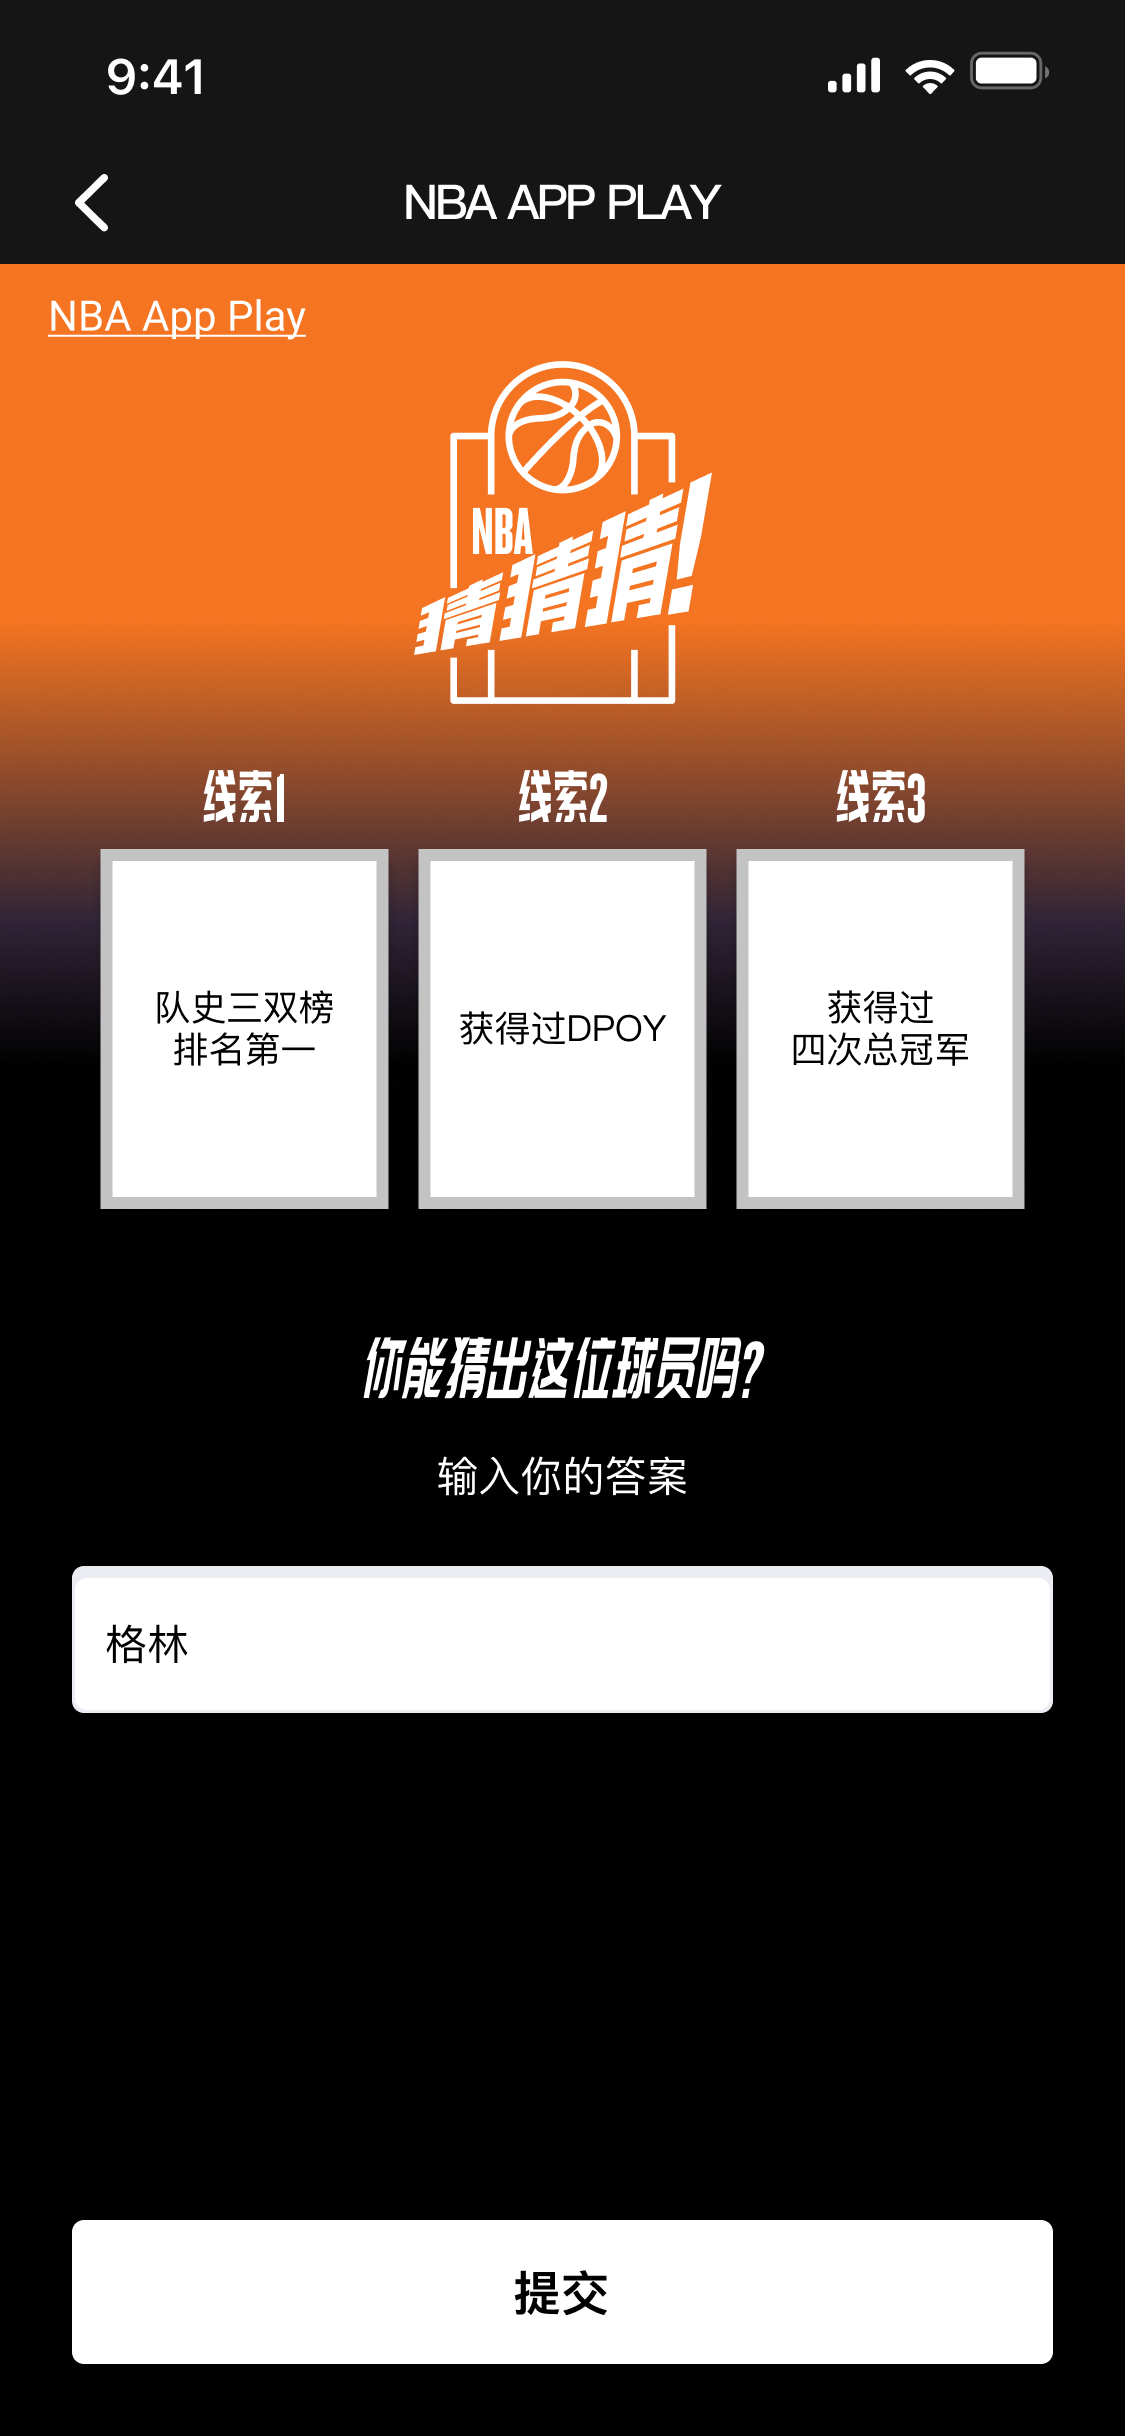 9:41
NBA APP PLAY
NBA App Play
NBA
猜猜猜!
线索1
线索2
线索3
队史三双榜
排名第一
获得过DPOY
获得过
四次总冠军
你能猜出这位球员吗?
输入你的答案
格林
提交